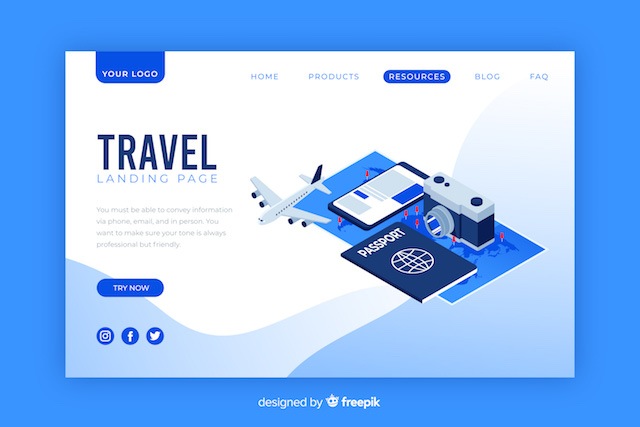 YOUR LOGO
HOME PRODUCTS RESOURCES BLOG FAQ
TRAVEL
LANDING PAGE
You must be able to convey information
via phone, email, and in person. You
want to make sure your tone is always
professional but friendly.
TRY NOW
PASSPORT
designed by freepik